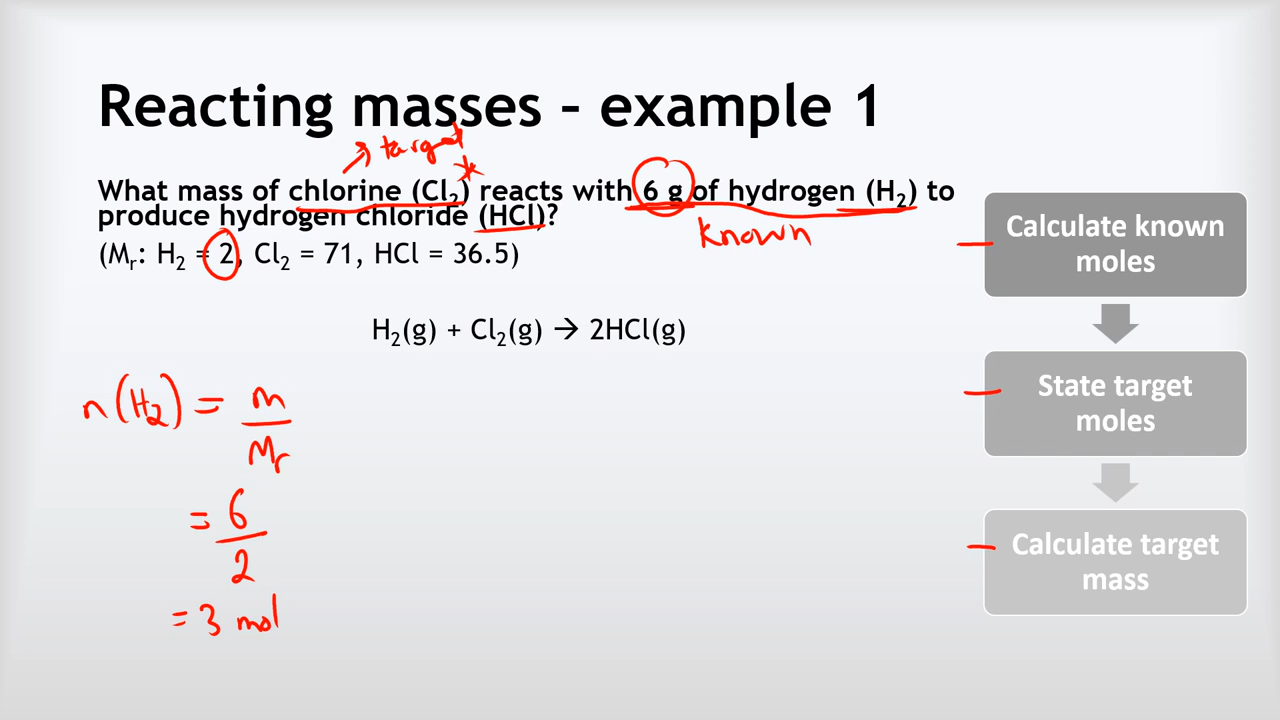 Reacting masses – example 1
target
What mass of chlorine (Cl₂) reacts with 6 g of hydrogen (H₂) to
produce hydrogen chloride (HCl)?
known
(Mᵣ: H₂ = 2, Cl₂ = 71, HCl = 36.5)
H₂(g) + Cl₂(g) → 2HCl(g)
n(H₂) = m
Mᵣ
= 6
2
= 3 mol
Calculate known
moles
State target
moles
Calculate target
mass